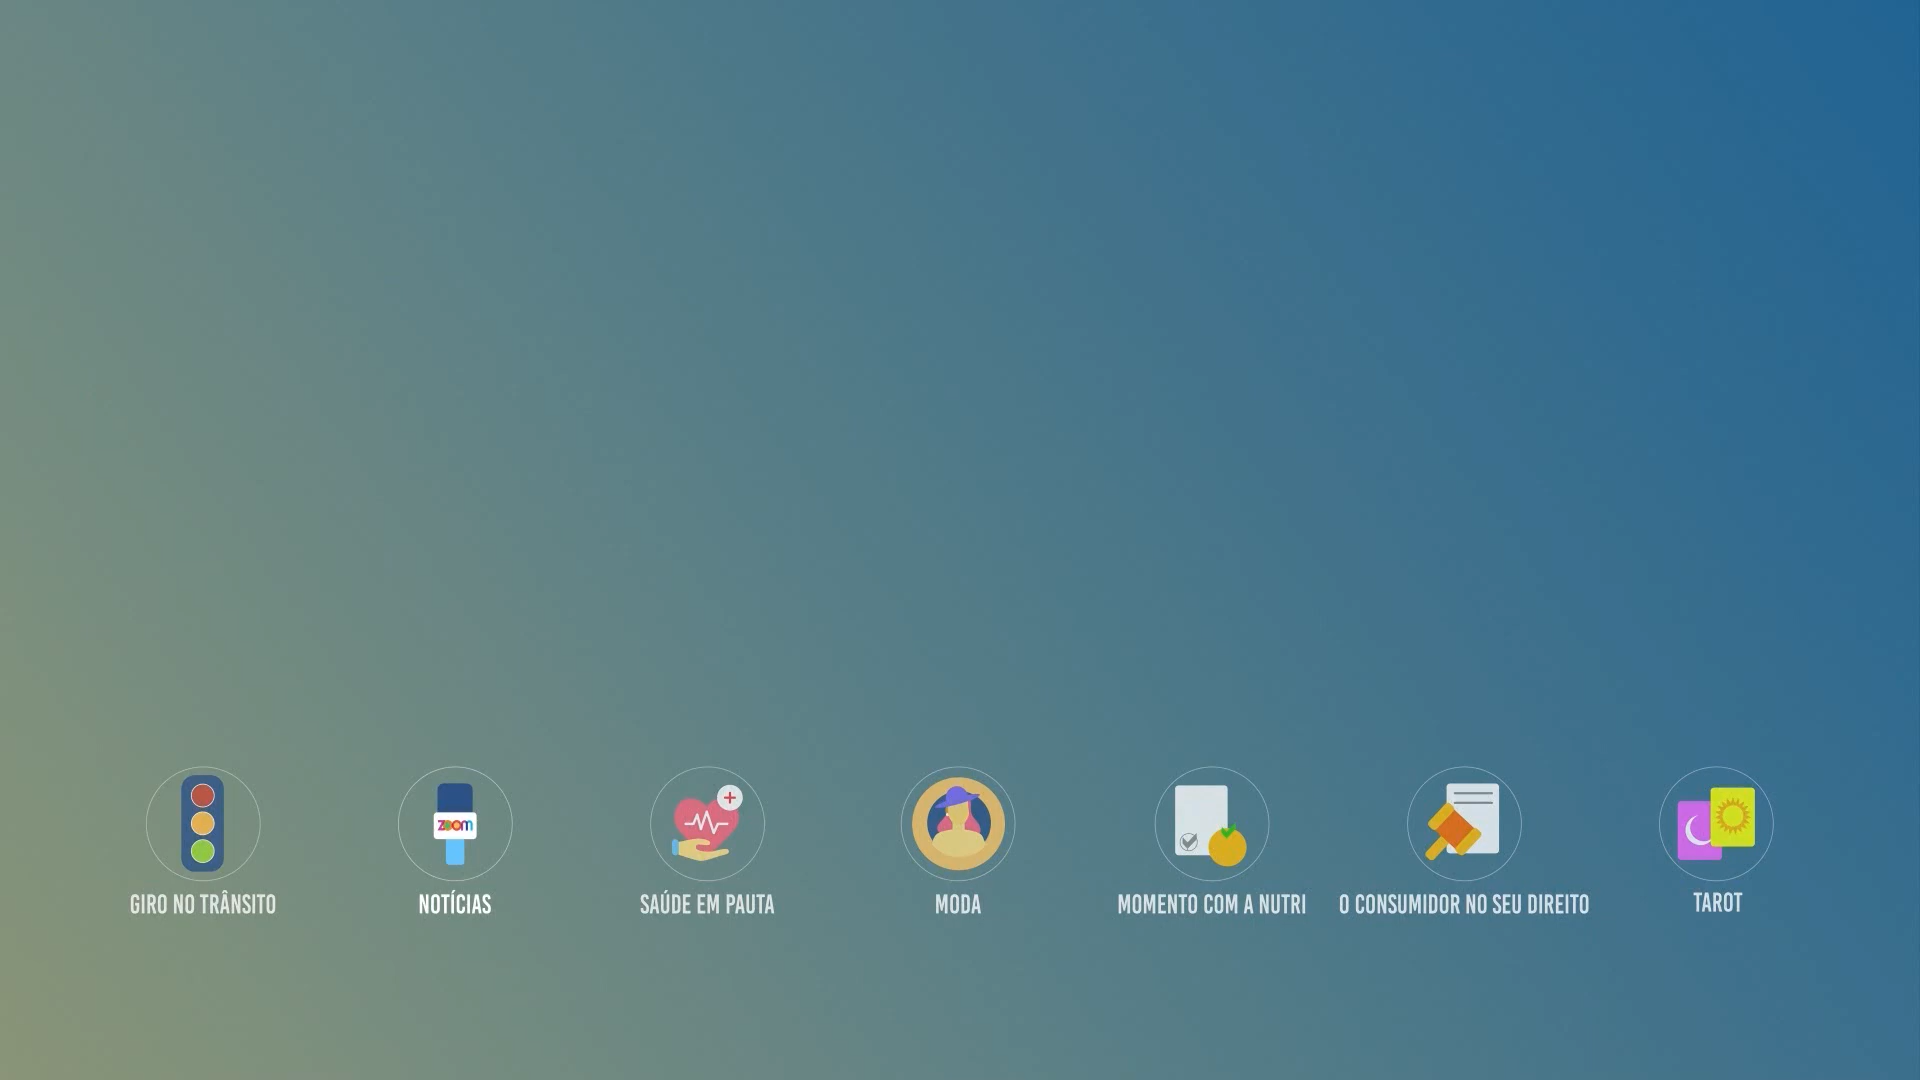 zoom
GIRO NO TRÂNSITO
NOTÍCIAS
SAÚDE EM PAUTA
MODA
MOMENTO COM A NUTRI
O CONSUMIDOR NO SEU DIREITO
TAROT